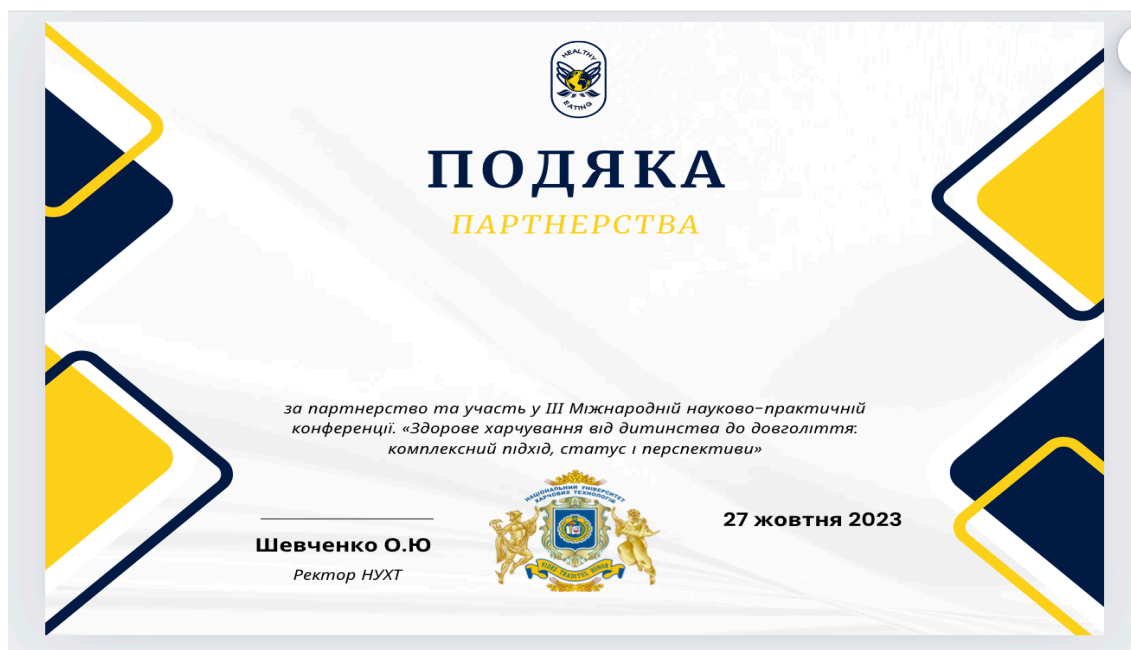 HEALTHY
EATING
ПОДЯКА
ПАРТНЕРСТВА
за партнерство та участь у III Міжнародній науково-практичній
конференції. «Здорове харчування від дитинства до довголіття:
комплексний підхід, статус і перспективи»
НАЦІОНАЛЬНИЙ УНІВЕРСИТЕТ
ХАРЧОВИХ ТЕХНОЛОГІЙ
27 жовтня 2023
Шевченко О.Ю
Ректор НУХТ